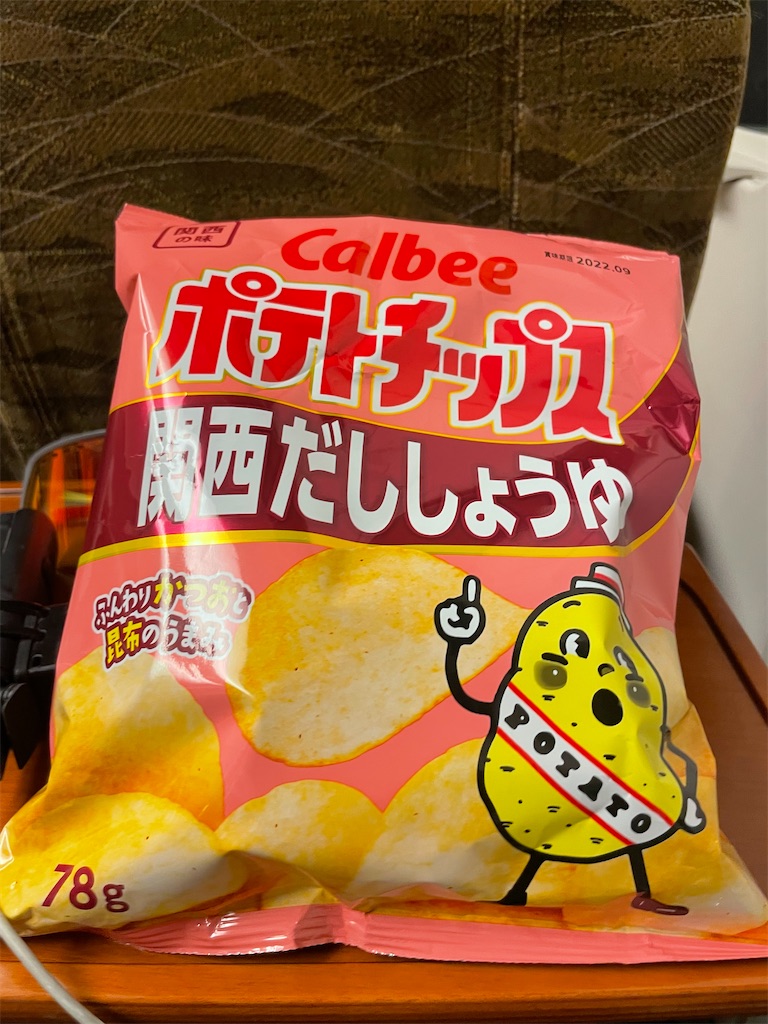 関西
の味
Calbee
賞味期限 2022.09
ポテトチップス
関西だししょうゆ
ふんわりかつおと
昆布のうまみ
POTATO
78g